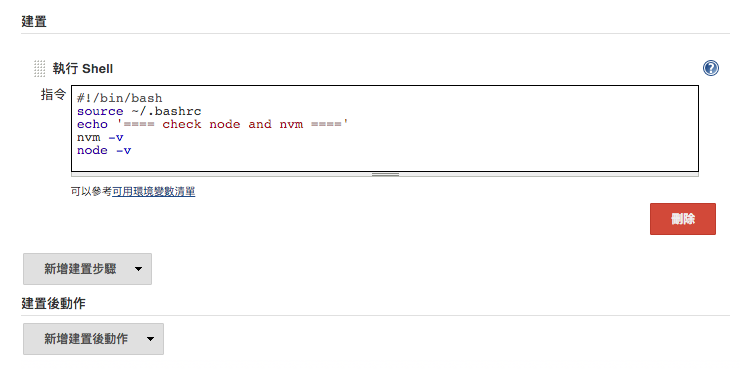 建置
執行 Shell
指令
#!/bin/bash
source ~/.bashrc
echo '==== check node and nvm ===='
nvm -v
node -v
可以參考可用環境變數清單
刪除
新增建置步驟
建置後動作
新增建置後動作